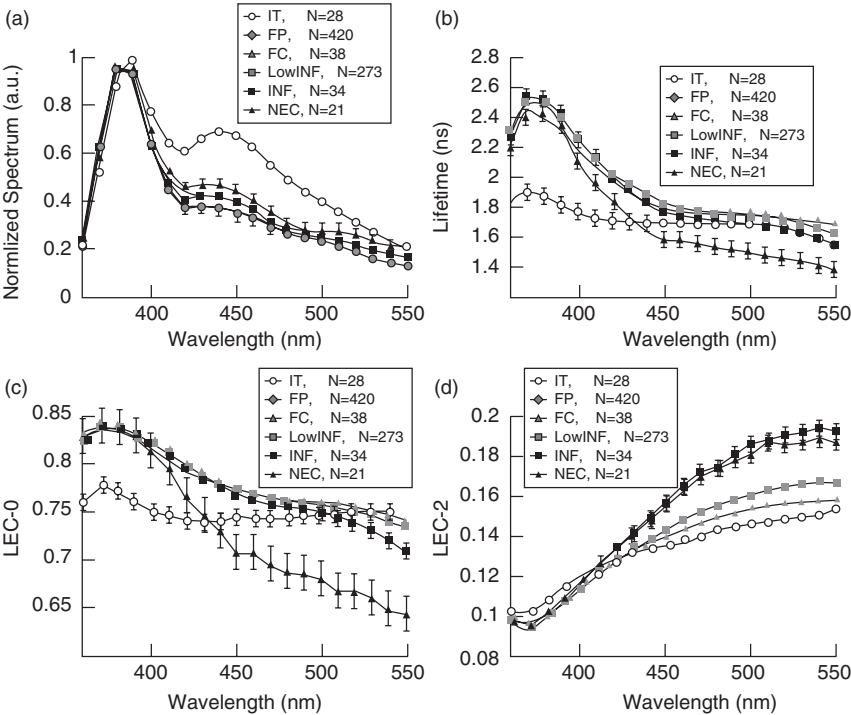 (a)
IT, N=28
FP, N=420
FC, N=38
LowINF, N=273
INF, N=34
NEC, N=21
Normlized Spectrum (a.u.)
1
0.8
0.6
0.4
0.2
0
400 450 500 550
Wavelength (nm)
(b)
IT, N=28
FP, N=420
FC, N=38
LowINF, N=273
INF, N=34
NEC, N=21
Lifetime (ns)
2.8
2.6
2.4
2.2
2
1.8
1.6
1.4
400 450 500 550
Wavelength (nm)
(c)
IT, N=28
FP, N=420
FC, N=38
LowINF, N=273
INF, N=34
NEC, N=21
LEC-0
0.85
0.8
0.75
0.7
0.65
400 450 500 550
Wavelength (nm)
(d)
IT, N=28
FP, N=420
FC, N=38
LowINF, N=273
INF, N=34
NEC, N=21
LEC-2
0.2
0.18
0.16
0.14
0.12
0.1
0.08
400 450 500 550
Wavelength (nm)